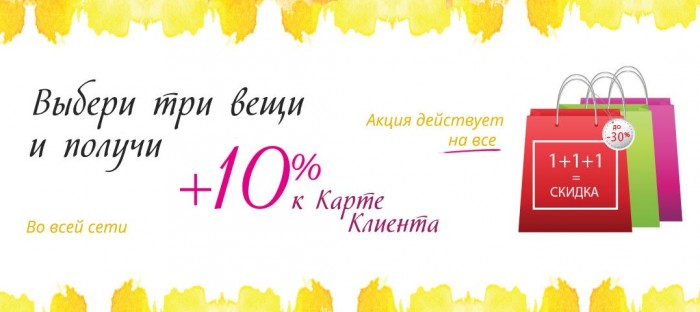 Выбери три вещи
и получи
+10%
к Карте
Клиента
Во всей сети
Акция действует
на все
до
-30%
1+1+1
=
СКИДКА